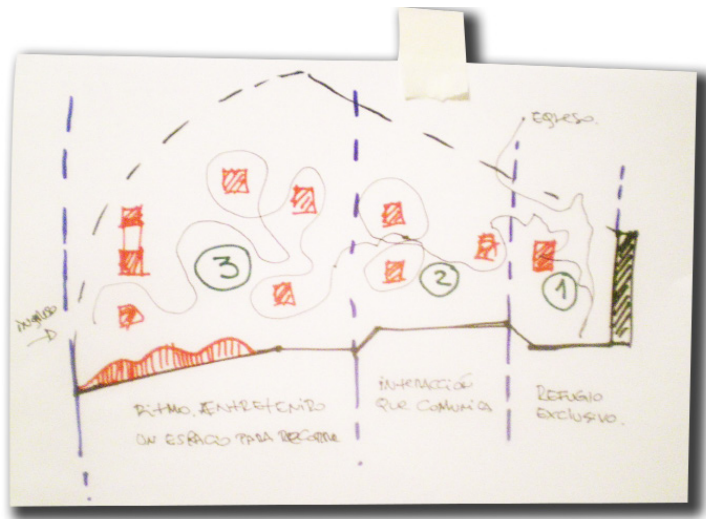 EGRESO.
3
2
1
INGRESO
RITMO, ENTRETENIDO
UN ESPACIO PARA RECORRER
INTERACCIÓN
QUE COMUNICA
REFUGIO
EXCLUSIVO.